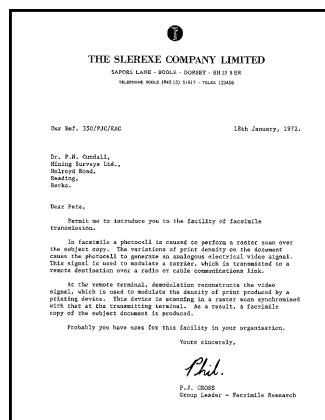 THE SLEREXE COMPANY LIMITED
SAPORS LANE - BOOLE - DORSET - BH 25 8 ER
TELEPHONE BOOLE (945 13) 51617 - TELEX 123456
Our Ref. 350/PJC/EAC 18th January, 1972.
Dr. P.N. Cundall,
Mining Surveys Ltd.,
Holroyd Road,
Reading,
Berks.
Dear Pete,
Permit me to introduce you to the facility of facsimile
transmission.
In facsimile a photocell is caused to perform a raster scan over
the subject copy. The variations of print density on the document
cause the photocell to generate an analogous electrical video signal.
This signal is used to modulate a carrier, which is transmitted to a
remote destination over a radio or cable communications link.
At the remote terminal, demodulation reconstructs the video
signal, which is used to modulate the density of print produced by a
printing device. This device is scanning in a raster scan synchronised
with that at the transmitting terminal. As a result, a facsimile
copy of the subject document is produced.
Probably you have uses for this facility in your organisation.
Yours sincerely,
Phil.
P.J. CROSS
Group Leader - Facsimile Research